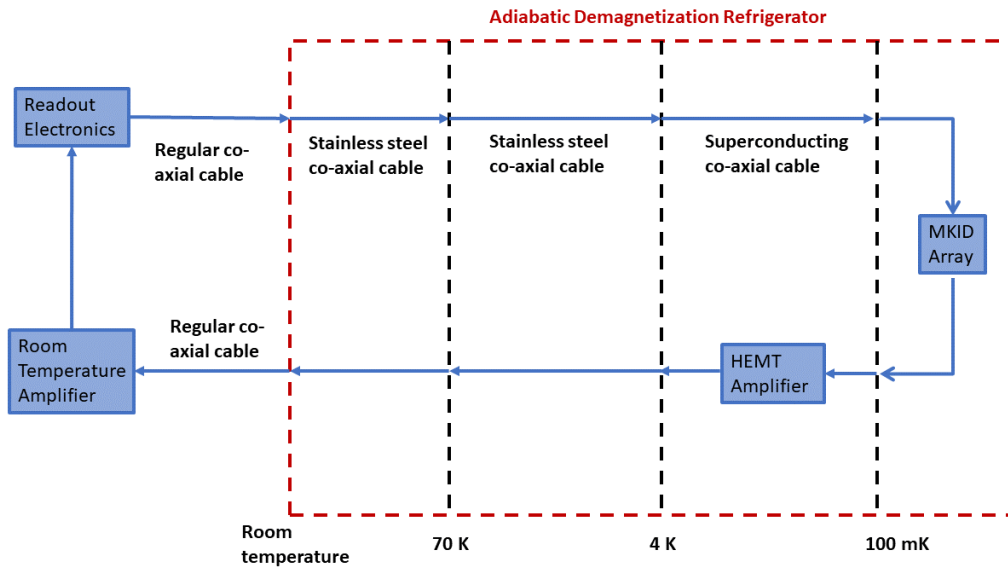 Adiabatic Demagnetization Refrigerator
Readout
Electronics
Regular co-
axial cable
Stainless steel
co-axial cable
Stainless steel
co-axial cable
Superconducting
co-axial cable
MKID
Array
Regular co-
axial cable
Room
Temperature
Amplifier
HEMT
Amplifier
Room
temperature
70 K
4 K
100 mK